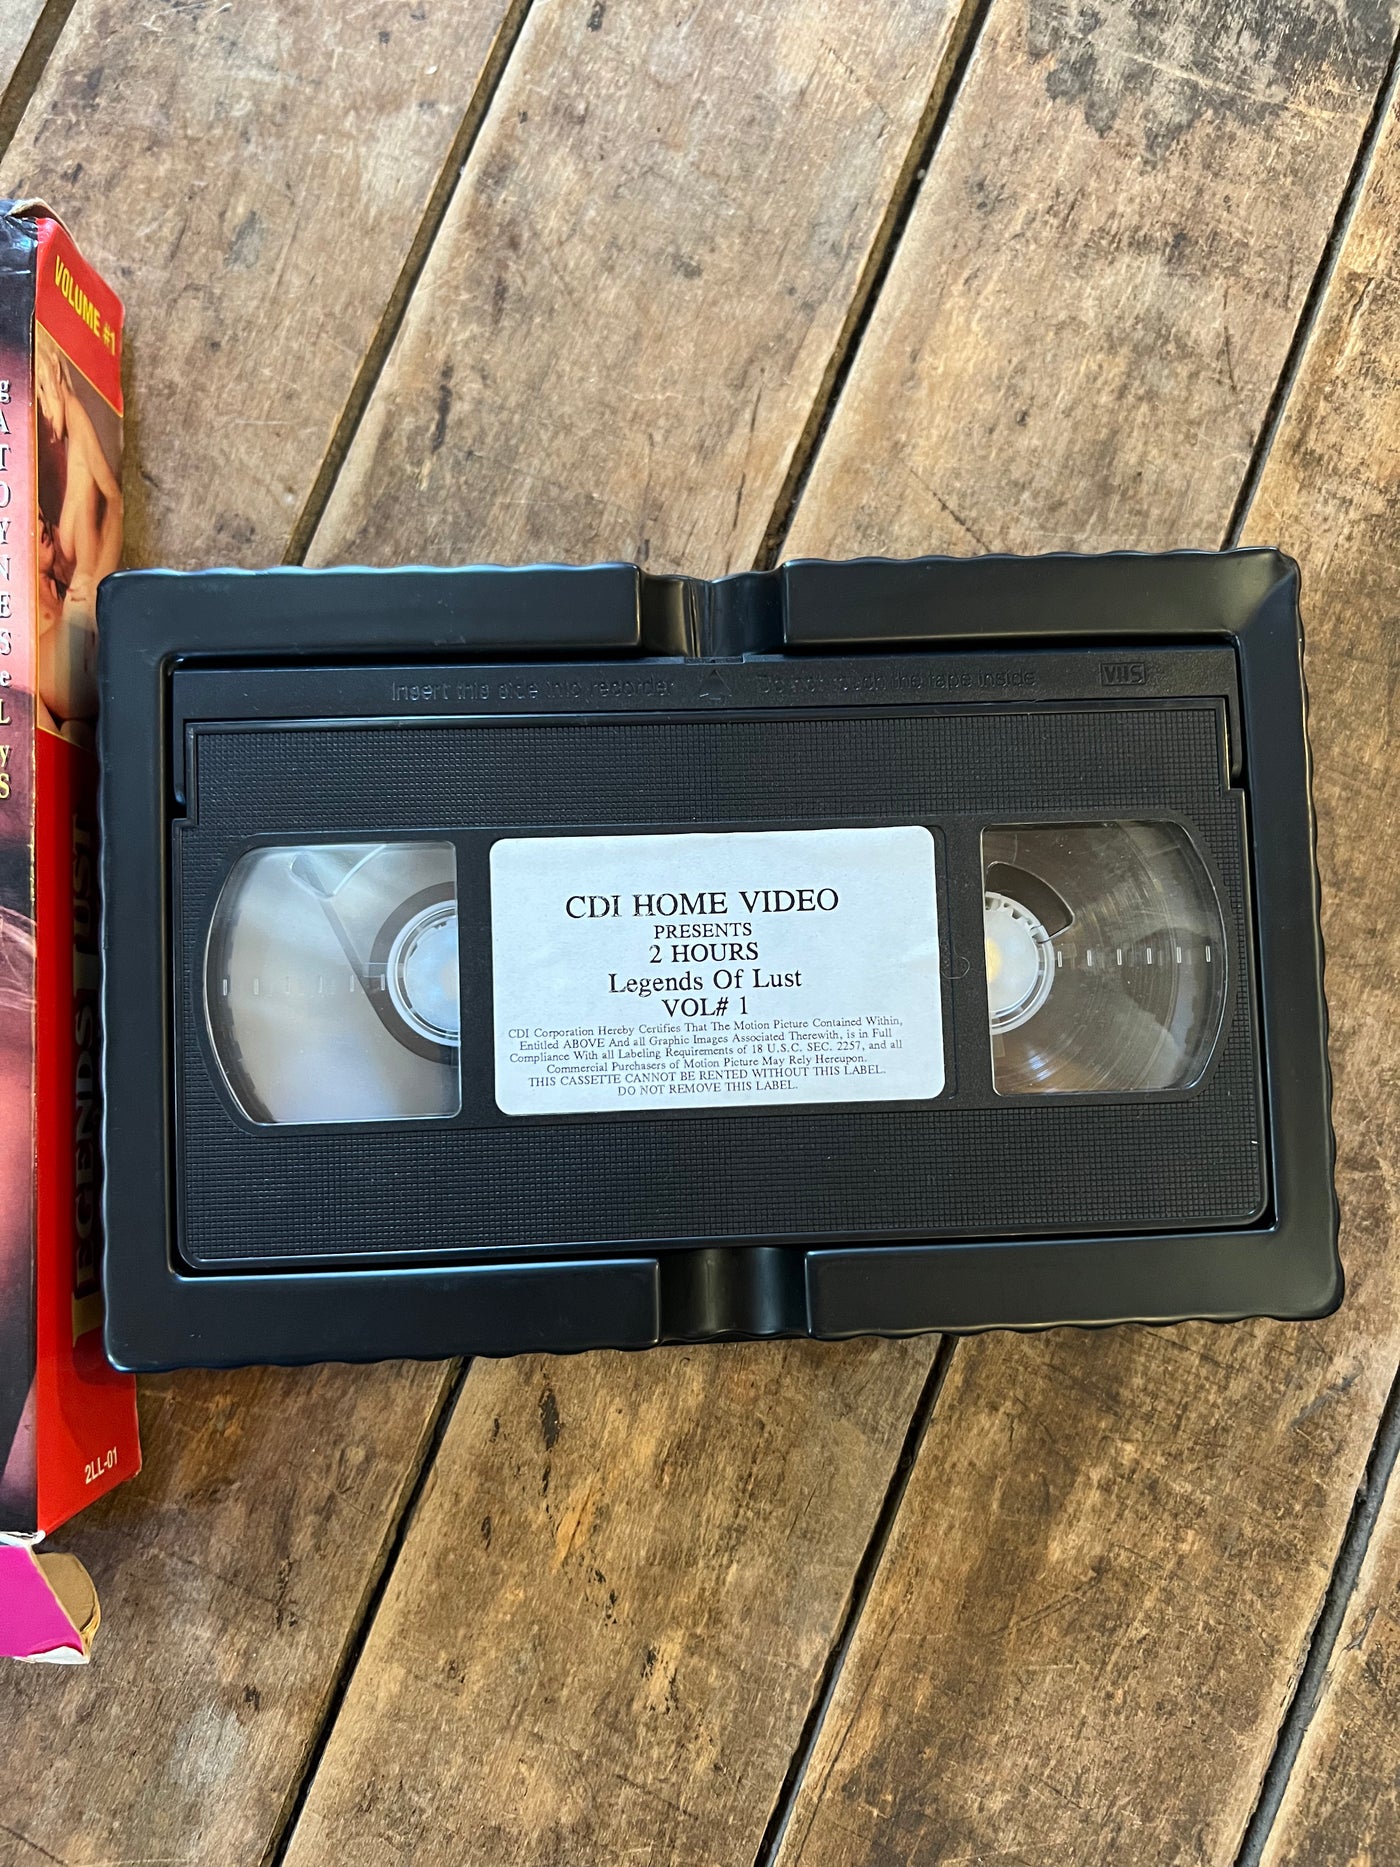 VOLUME #1
g
A
T
O
Y
N
E
S
S
e
L
y
S
LEGENDS LUST
2LL-01
Insert this side into recorder
Do not touch the tape inside
VHS
CDI HOME VIDEO
PRESENTS
2 HOURS
Legends Of Lust
VOL# 1
CDI Corporation Hereby Certifies That The Motion Picture Contained Within,
Entitled ABOVE And all Graphic Images Associated Therewith, is in Full
Compliance With all Labeling Requirements of 18 U.S.C. SEC. 2257, and all
Commercial Purchasers of Motion Picture May Rely Hereupon.
THIS CASSETTE CANNOT BE RENTED WITHOUT THIS LABEL.
DO NOT REMOVE THIS LABEL.